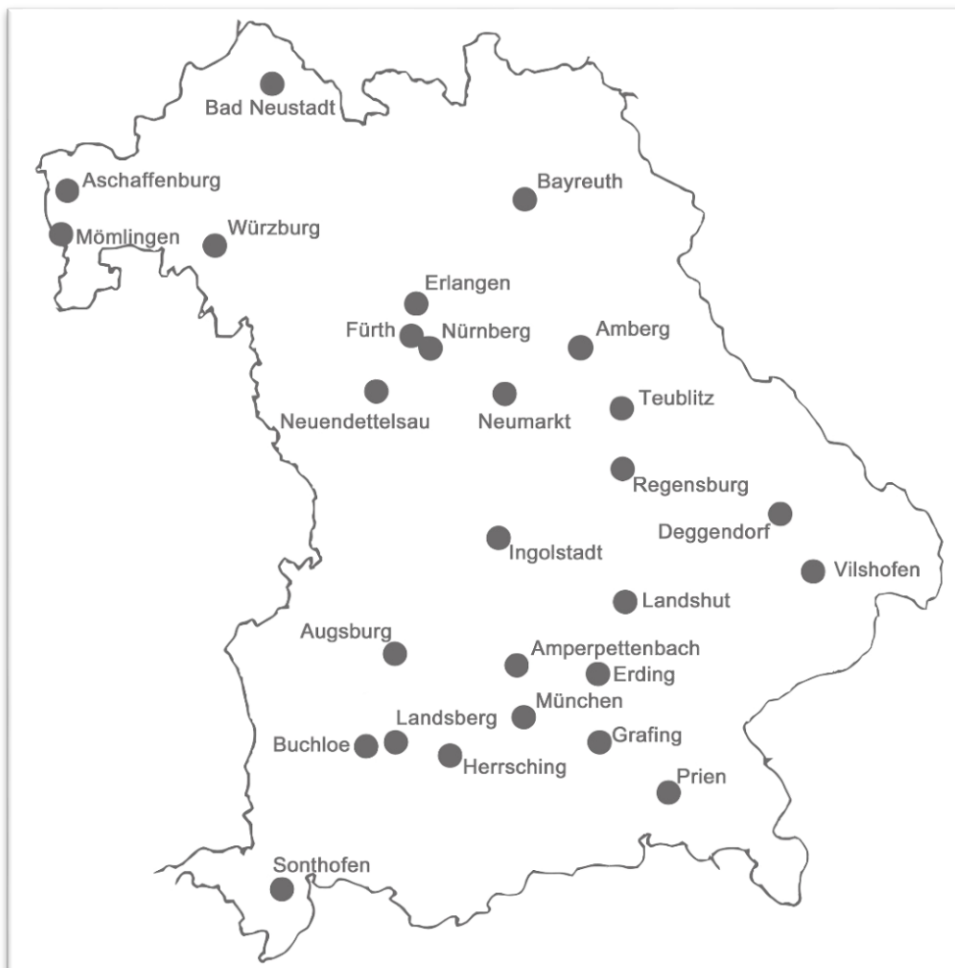 Bad Neustadt
Aschaffenburg
Bayreuth
Mömlingen
Würzburg
Erlangen
Fürth
Nürnberg
Amberg
Neuendettelsau
Neumarkt
Teublitz
Regensburg
Deggendorf
Ingolstadt
Vilshofen
Landshut
Augsburg
Amperpettenbach
Erding
München
Landsberg
Buchloe
Grafing
Herrsching
Prien
Sonthofen